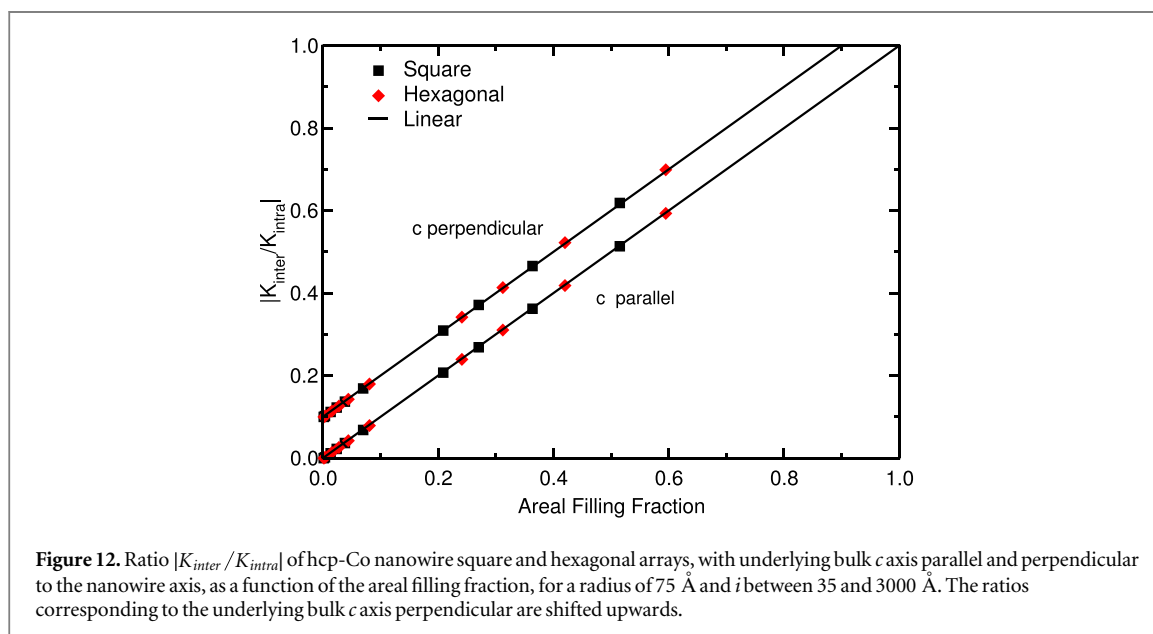 1.0
0.8
0.6
0.4
0.2
0.0
|K_inter/K_intra|
Square
Hexagonal
Linear
c perpendicular
c parallel
0.0 0.2 0.4 0.6 0.8 1.0
Areal Filling Fraction
Figure 12. Ratio |K_inter/K_intra| of hcp-Co nanowire square and hexagonal arrays, with underlying bulk c axis parallel and perpendicular
to the nanowire axis, as a function of the areal filling fraction, for a radius of 75 Å and i between 35 and 3000 Å. The ratios
corresponding to the underlying bulk c axis perpendicular are shifted upwards.